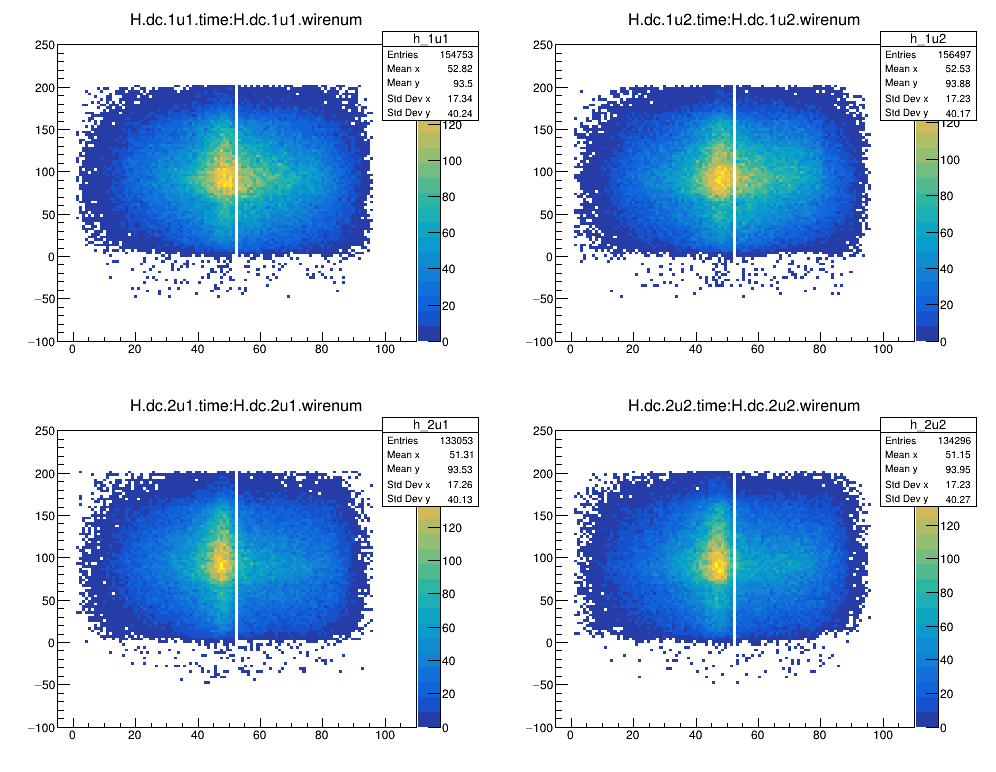 H.dc.1u1.time:H.dc.1u1.wirenum
h_1u1
Entries 154753
Mean x 52.82
Mean y 93.5
Std Dev x 17.34
Std Dev y 40.24
250
200
150
100
50
0
−50
−100
0 20 40 60 80 100
120
100
80
60
40
20
0
H.dc.1u2.time:H.dc.1u2.wirenum
h_1u2
Entries 156497
Mean x 52.53
Mean y 93.88
Std Dev x 17.23
Std Dev y 40.17
250
200
150
100
50
0
−50
−100
0 20 40 60 80 100
120
100
80
60
40
20
0
H.dc.2u1.time:H.dc.2u1.wirenum
h_2u1
Entries 133053
Mean x 51.31
Mean y 93.53
Std Dev x 17.26
Std Dev y 40.13
250
200
150
100
50
0
−50
−100
0 20 40 60 80 100
120
100
80
60
40
20
0
H.dc.2u2.time:H.dc.2u2.wirenum
h_2u2
Entries 134296
Mean x 51.15
Mean y 93.95
Std Dev x 17.23
Std Dev y 40.27
250
200
150
100
50
0
−50
−100
0 20 40 60 80 100
120
100
80
60
40
20
0